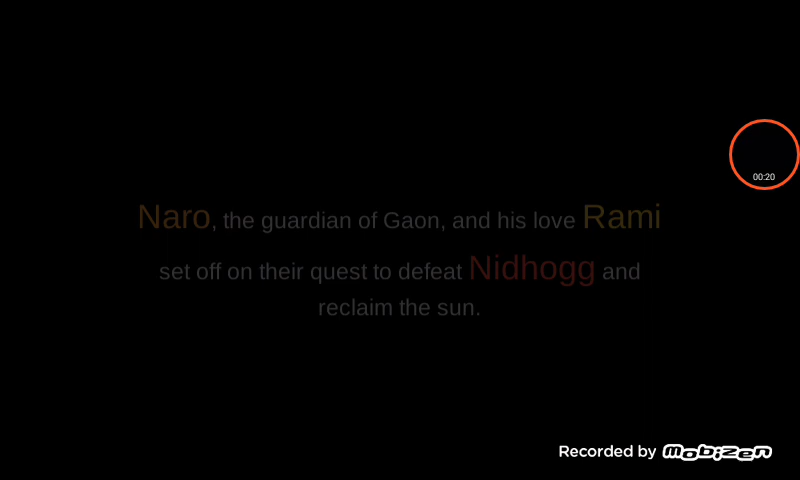 00:20
Naro, the guardian of Gaon, and his love Rami
set off on their quest to defeat Nidhogg and
reclaim the sun.
Recorded by mobizen